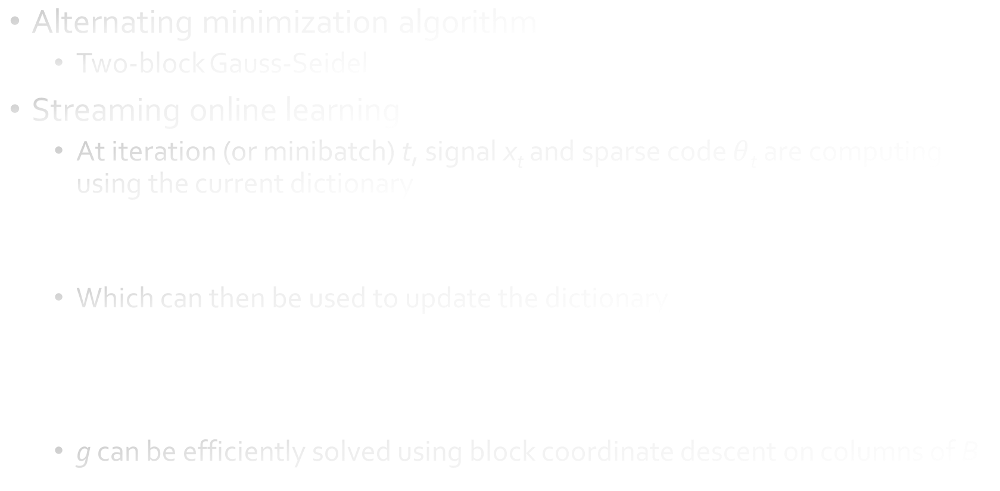 • Alternating minimization algorithm
• Two-block Gauss-Seidel
• Streaming online learning
• At iteration (or minibatch) t, signal xt and sparse code θt are computing
using the current dictionary
• Which can then be used to update the dictionary
• g can be efficiently solved using block coordinate descent on columns of B